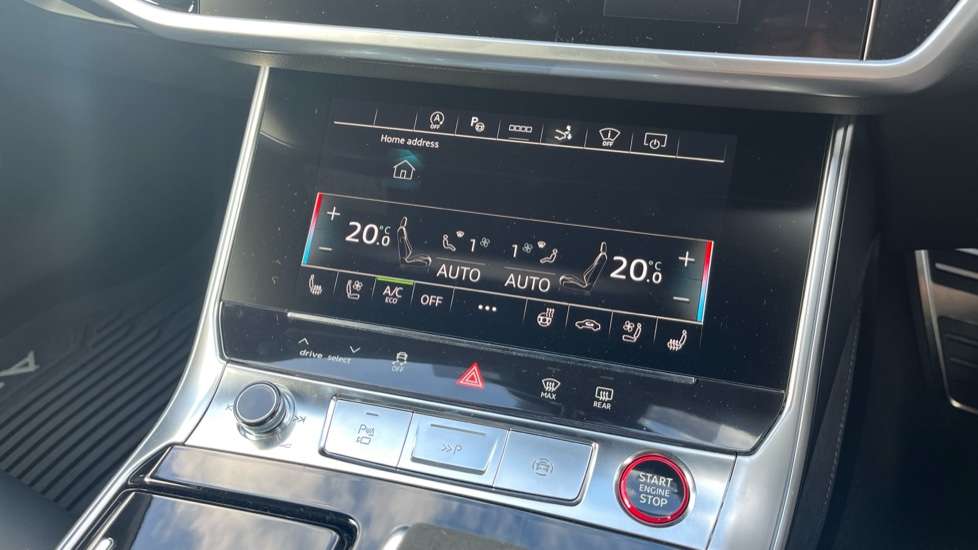 A OFF P OFF
Home address
20.0 °C 1 1 20.0 °C
AUTO AUTO
A/C ECO OFF •••
drive select OFF MAX REAR
P >>P
START
ENGINE
STOP